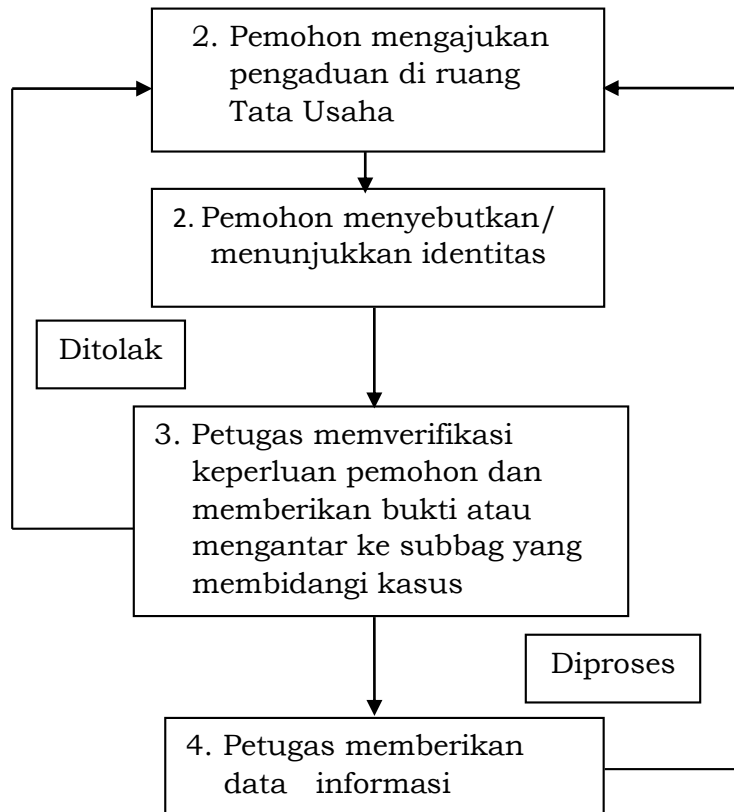 2. Pemohon mengajukan
pengaduan di ruang
Tata Usaha
2. Pemohon menyebutkan/
menunjukkan identitas
Ditolak
3. Petugas memverifikasi
keperluan pemohon dan
memberikan bukti atau
mengantar ke subbag yang
membidangi kasus
Diproses
4. Petugas memberikan
data informasi